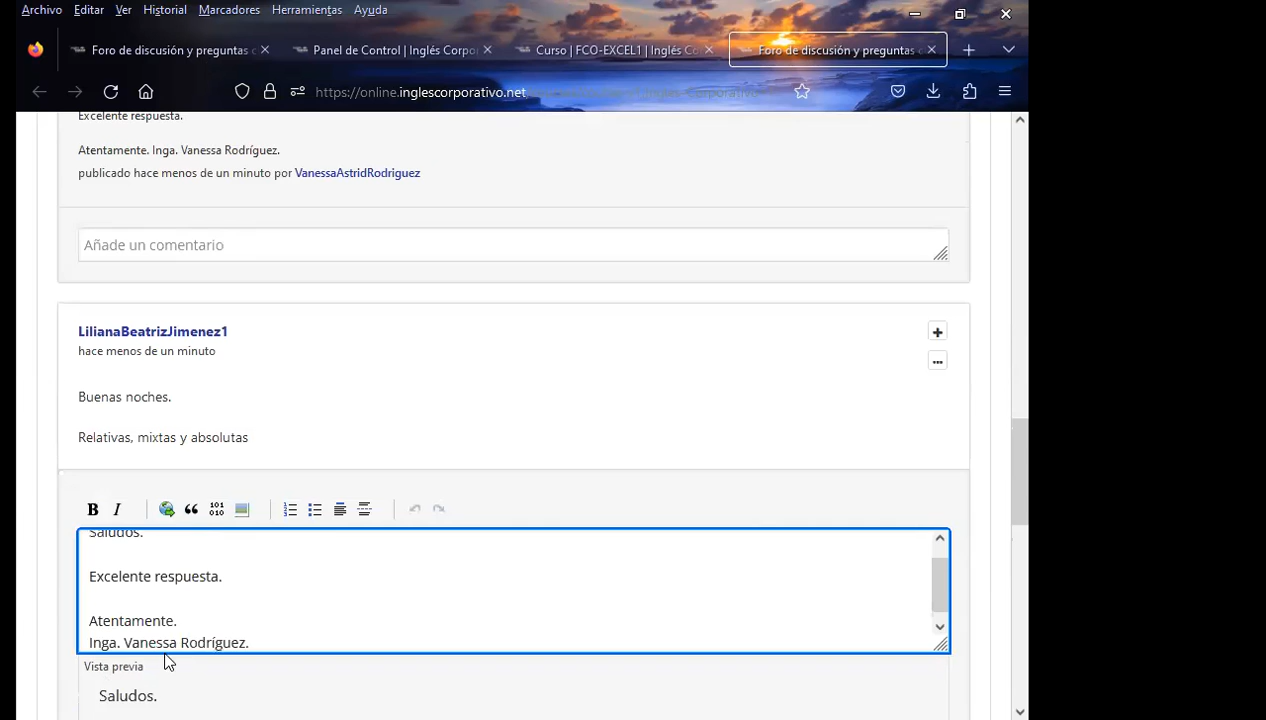 Archivo Editar Ver Historial Marcadores Herramientas Ayuda
Foro de discusión y preguntas c
Panel de Control | Inglés Corpo
Curso | FCO-EXCEL1 | Inglés Co
Foro de discusión y preguntas
https://online.inglescorporativo.net
Excelente respuesta.
Atentamente. Inga. Vanessa Rodríguez.
publicado hace menos de un minuto por VanessaAstridRodriguez
Añade un comentario
LilianaBeatrizJimenez1
hace menos de un minuto
Buenas noches.
Relativas, mixtas y absolutas
B I
101
010
Saludos.
Excelente respuesta.
Atentamente.
Inga. Vanessa Rodríguez.
Vista previa
Saludos.